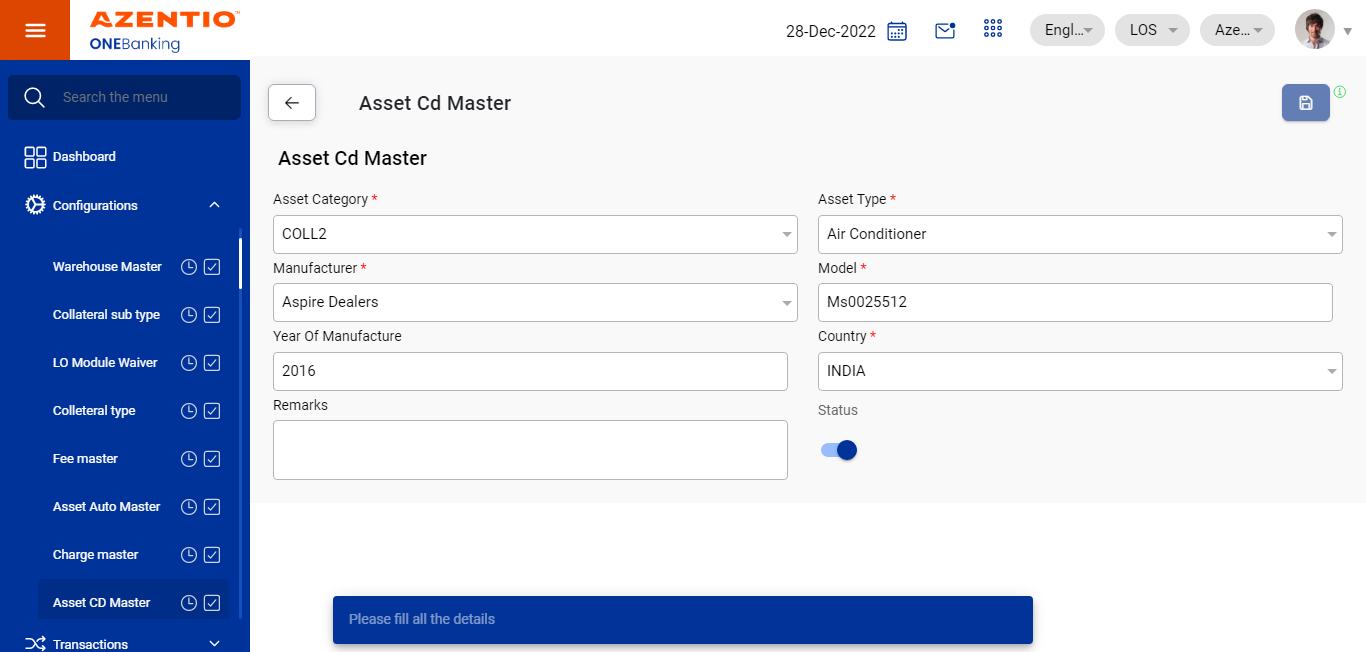 AZENTIO™
ONEBanking
28-Dec-2022
Engl...
LOS
Aze...
Search the menu
Dashboard
Configurations
Warehouse Master
Collateral sub type
LO Module Waiver
Colleteral type
Fee master
Asset Auto Master
Charge master
Asset CD Master
Transactions
Asset Cd Master
Asset Cd Master
Asset Category *
Asset Type *
COLL2
Air Conditioner
Manufacturer *
Model *
Aspire Dealers
Ms0025512
Year Of Manufacture
Country *
2016
INDIA
Remarks
Status
Please fill all the details